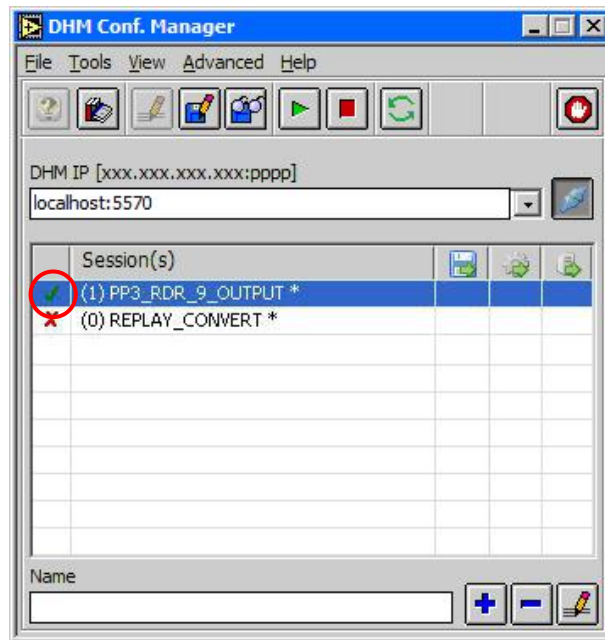 DHM Conf. Manager
File Tools View Advanced Help
DHM IP [xxx.xxx.xxx.xxx:pppp]
localhost:5570
Session(s)
(1) PP3_RDR_9_OUTPUT *
(0) REPLAY_CONVERT *
Name